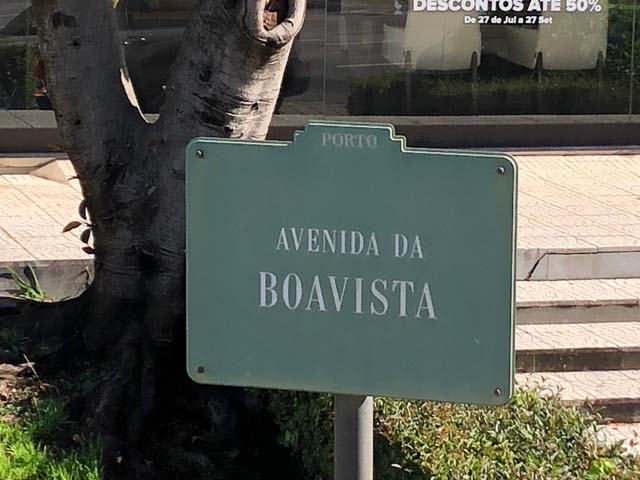 DESCONTOS ATÉ 50%
De 27 de Jul a 27 Set
PORTO
AVENIDA DA
BOAVISTA